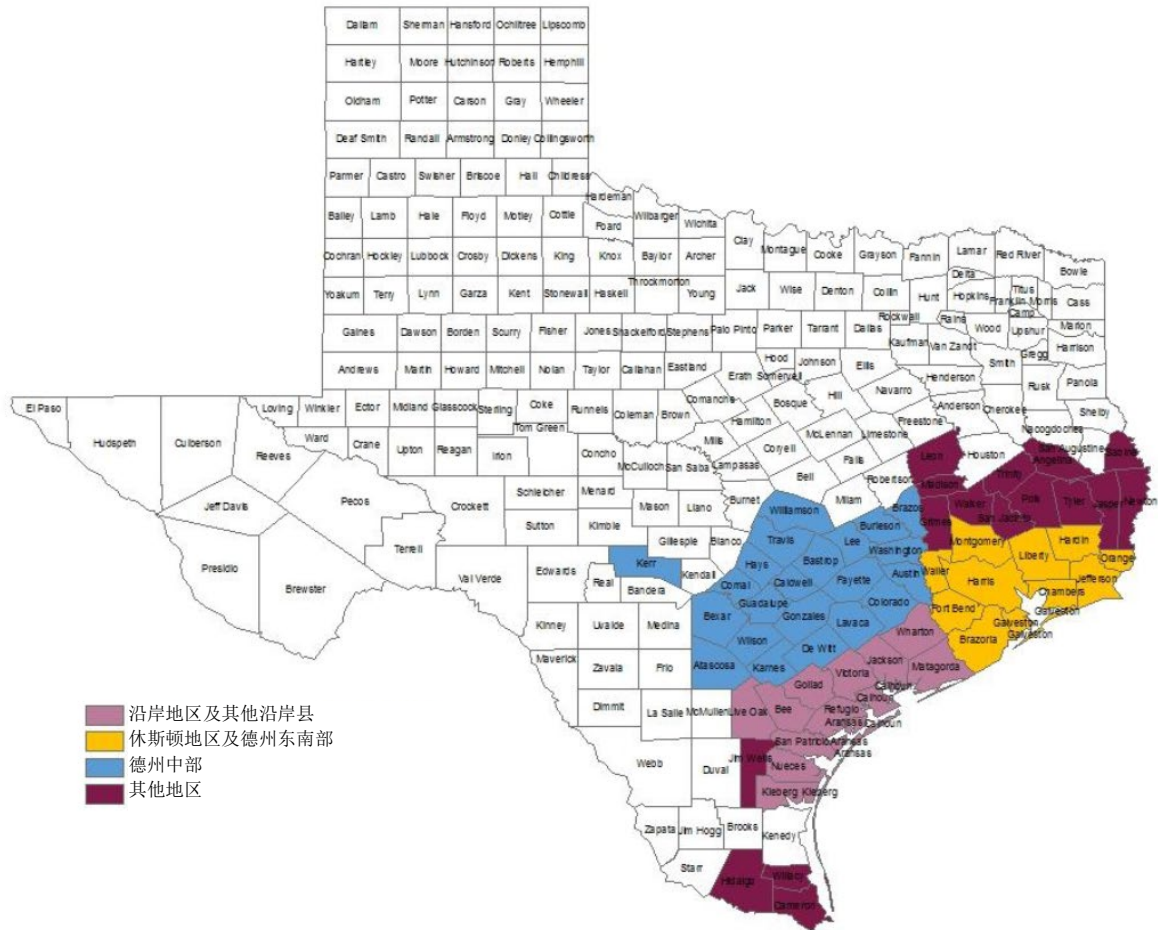 Dallam Sherman Hansford Ochiltree Lipscomb
Hartley Moore Hutchinson Roberts Hemphill
Oldham Potter Carson Gray Wheeler
Deaf Smith Randall Armstrong Donley Collingsworth
Parmer Castro Swisher Briscoe Hall Childress
Hardeman
Bailey Lamb Hale Floyd Motley Cottle Foard Wilbarger Wichita
Clay Montague Cooke Grayson Fannin Lamar Red River Bowie
Cochran Hockley Lubbock Crosby Dickens King Knox Baylor Archer
Delta Titus
Yoakum Terry Lynn Garza Kent Stonewall Haskell Throckmorton Young Jack Wise Denton Collin Hunt Hopkins Franklin Morris Cass
Rockwall Rains Camp
Gaines Dawson Borden Scurry Fisher Jones Shackelford Stephens Palo Pinto Parker Tarrant Dallas Kaufman Van Zandt Wood Upshur Marion
Gregg Harrison
Andrews Martin Howard Mitchell Nolan Taylor Callahan Eastland Erath Hood Somervell Johnson Ellis Henderson Smith Rusk Panola
El Paso Hudspeth Culberson Loving Winkler Ector Midland Glasscock Sterling Coke Runnels Coleman Brown Comanche Bosque Hill Navarro Anderson Cherokee Shelby
Reeves Ward Crane Upton Reagan Irion Tom Green Concho Mills Hamilton McLennan Limestone Freestone Nacogdoches
McCulloch San Saba Lampasas Coryell Falls Leon Houston Angelina San Augustine Sabine
Jeff Davis Pecos Crockett Schleicher Menard Mason Llano Burnet Bell Milam Robertson Madison Trinity
Sutton Kimble Gillespie Blanco Williamson Burleson Brazos Grimes Walker San Jacinto Polk Tyler Jasper Newton
Presidio Brewster Terrell Val Verde Edwards Kerr Kendall Travis Lee Washington Montgomery Liberty Hardin Orange
Real Bandera Hays Bastrop Austin Waller Harris Jefferson
Comal Caldwell Fayette Chambers
Kinney Uvalde Medina Bexar Guadalupe Gonzales Colorado Fort Bend Galveston
Galveston
Galveston
Wilson Lavaca Wharton Brazoria
Maverick Zavala Frio Atascosa Karnes De Witt Jackson Matagorda
Goliad Victoria Calhoun
Dimmit La Salle McMullen Live Oak Bee Refugio Calhoun
Aransas Calhoun
San Patricio Aransas
Aransas
Webb Duval Jim Wells Nueces
Kleberg Kleberg
Zapata Jim Hogg Brooks Kenedy
Starr Hidalgo Willacy
Cameron
沿岸地区及其他沿岸县
休斯顿地区及德州东南部
德州中部
其他地区